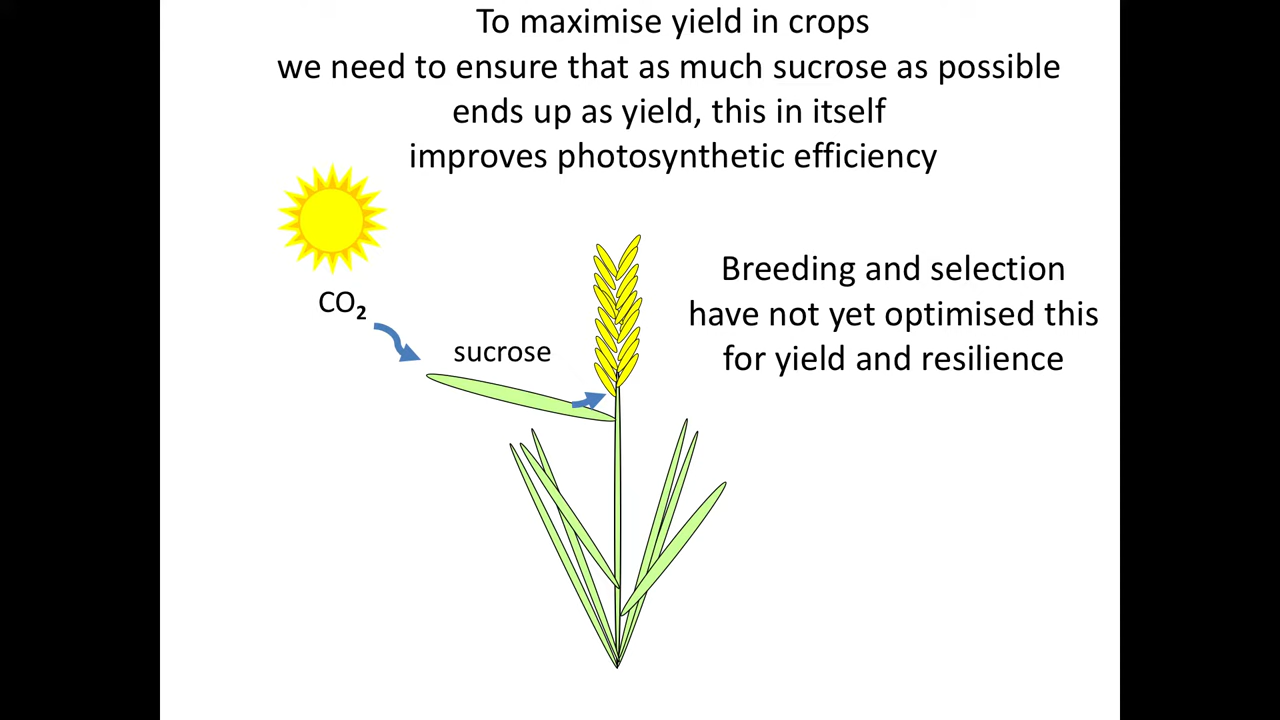 To maximise yield in crops
we need to ensure that as much sucrose as possible
ends up as yield, this in itself
improves photosynthetic efficiency
CO₂
sucrose
Breeding and selection
have not yet optimised this
for yield and resilience